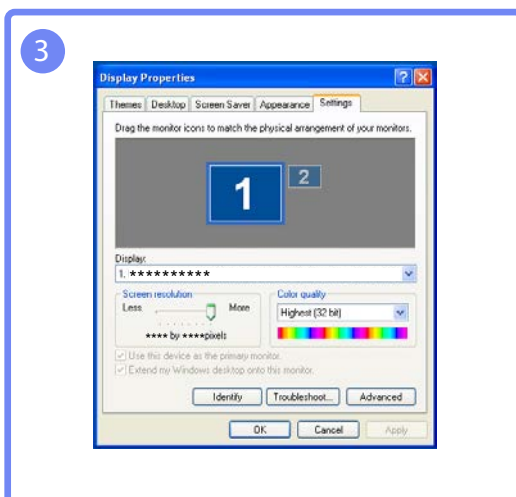 3
Display Properties
Themes Desktop Screen Saver Appearance Settings
Drag the monitor icons to match the physical arrangement of your monitors.
1 2
Display:
1. **********
Screen resolution Color quality
Less More Highest (32 bit)
**** by ****pixels
Use this device as the primary monitor.
Extend my Windows desktop onto this monitor.
Identify Troubleshoot... Advanced
OK Cancel Apply